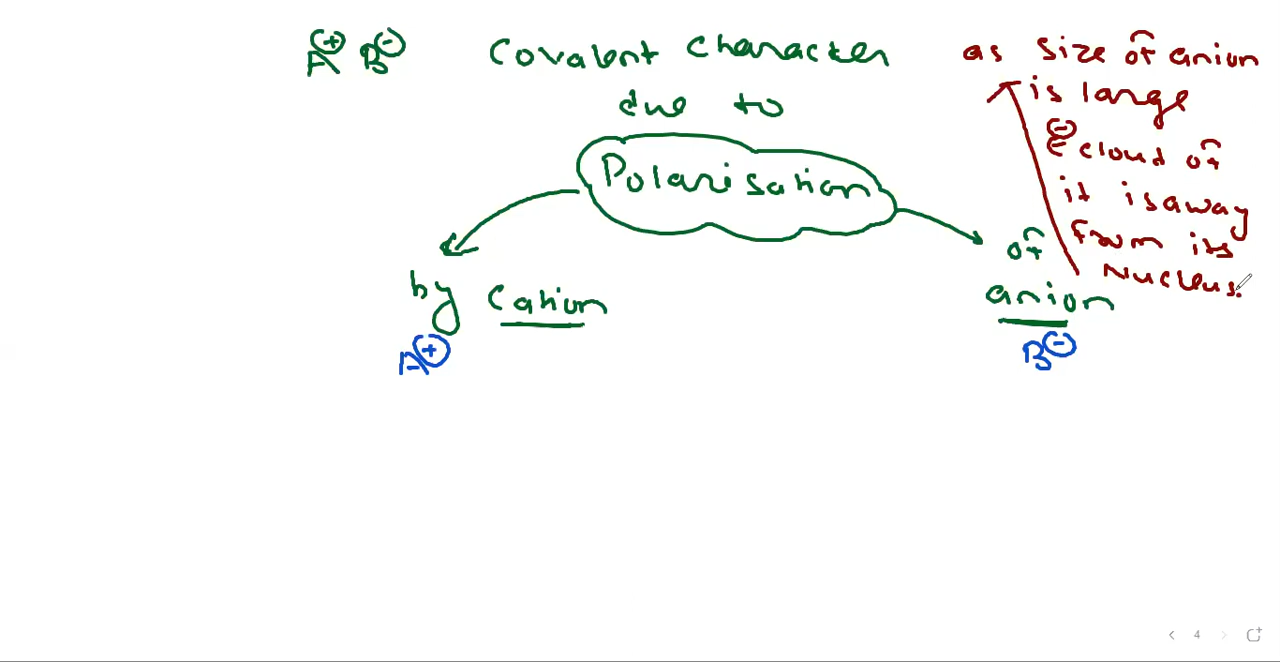 A⊕ B⊖ Covalent Character
due to
Polarisation
by Cation
A⊕
of
anion
B⊖
as size of anion
is large
e⊖ cloud of
it is away
from its
Nucleus.
4